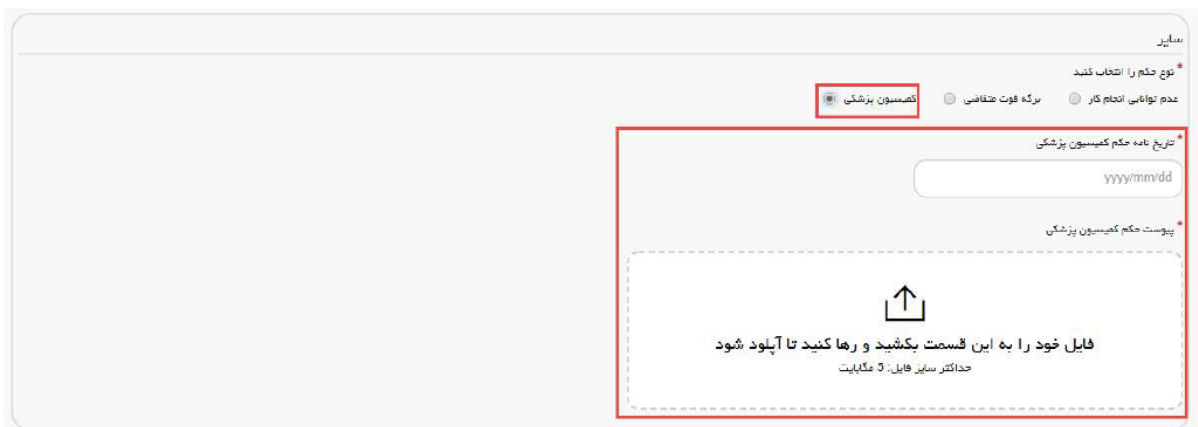 سایر
* نوع حکم را انتخاب کنید
عدم توانایی انجام کار برگه فوت متقاضی کمیسیون پزشکی
* تاریخ نامه حکم کمیسیون پزشکی
yyyy/mm/dd
* پیوست حکم کمیسیون پزشکی
فایل خود را به این قسمت بکشید و رها کنید تا آپلود شود
حداکثر سایز فایل: 5 مگابایت